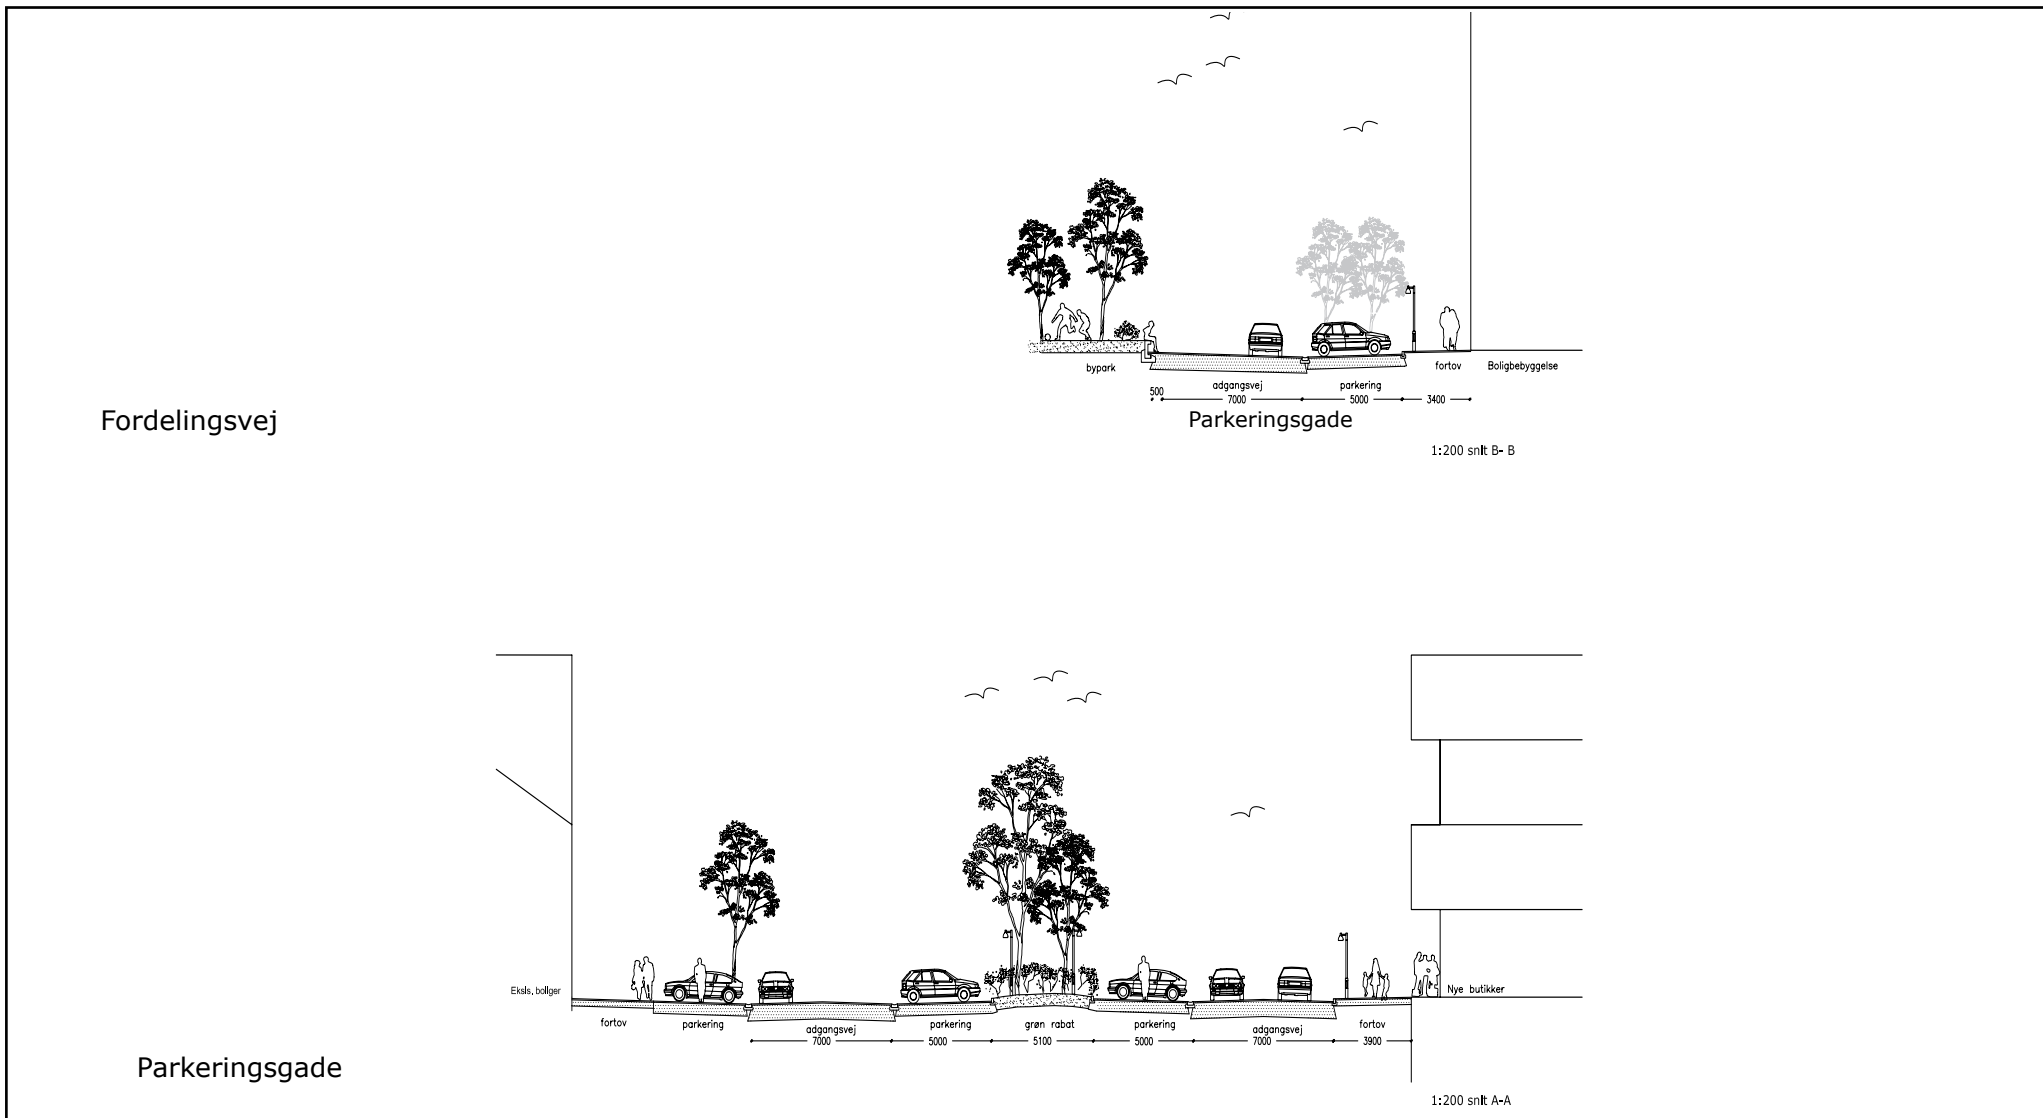 bypark
fortov Boligbebyggelse
adgangsvej parkering
500 7000 5000 3400
Fordelingsvej
Parkeringsgade
1:200 snit B- B
Eksis, boliger
Nye butikker
fortov parkering adgangsvej parkering grøn rabat parkering adgangsvej fortov
7000 5000 5100 5000 7000 3900
Parkeringsgade
1:200 snit A-A